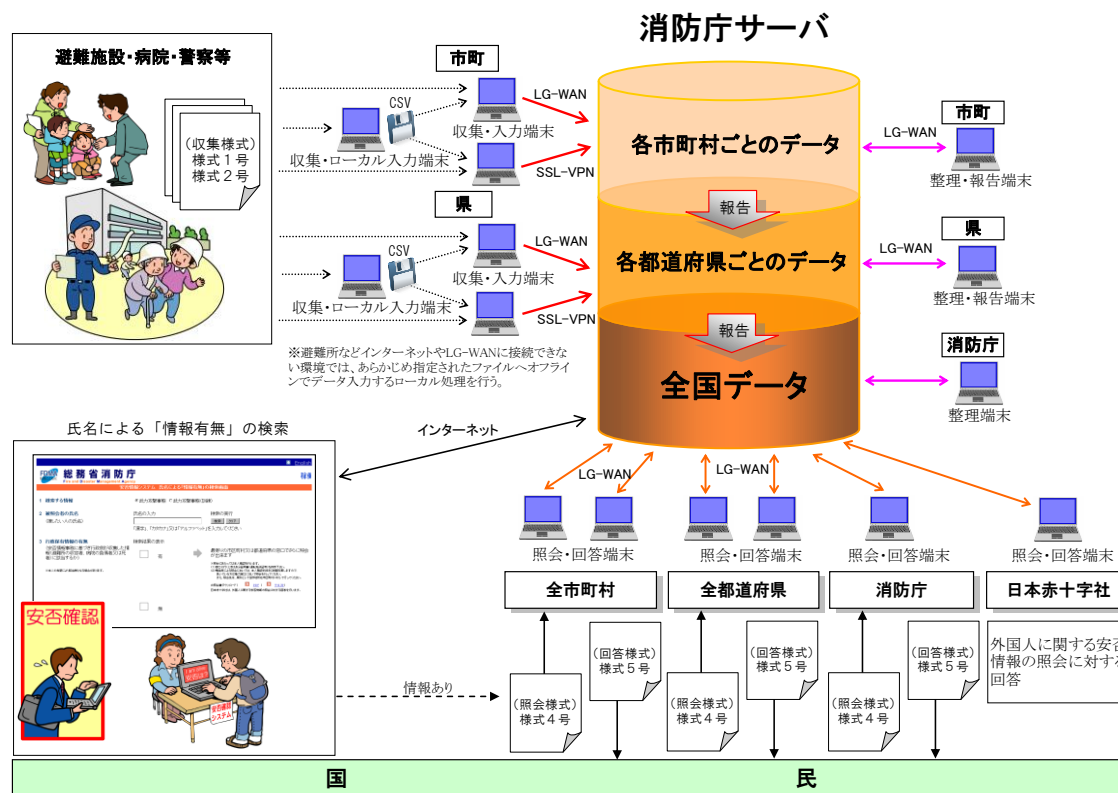 消防庁サーバ
避難施設・病院・警察等
(収集様式)
様式1号
様式2号
市町
CSV
収集・ローカル入力端末
収集・入力端末
LG-WAN
SSL-VPN
県
CSV
収集・ローカル入力端末
収集・入力端末
LG-WAN
SSL-VPN
※避難所などインターネットやLG-WANに接続できな
い環境では、あらかじめ指定されたファイルへオフライ
ンでデータ入力するローカル処理を行う。
各市町村ごとのデータ
報告
各都道府県ごとのデータ
報告
全国データ
LG-WAN
市町
整理・報告端末
LG-WAN
県
整理・報告端末
消防庁
整理端末
氏名による「情報有無」の検索
インターネット
総務省消防庁
安否確認
安否確認
システム
情報あり
LG-WAN
LG-WAN
照会・回答端末
照会・回答端末
照会・回答端末
照会・回答端末
全市町村
全都道府県
消防庁
日本赤十字社
(回答様式)
様式5号
(回答様式)
様式5号
(回答様式)
様式5号
外国人に関する安否
情報の照会に対する
回答
(照会様式)
様式4号
(照会様式)
様式4号
(照会様式)
様式4号
国民